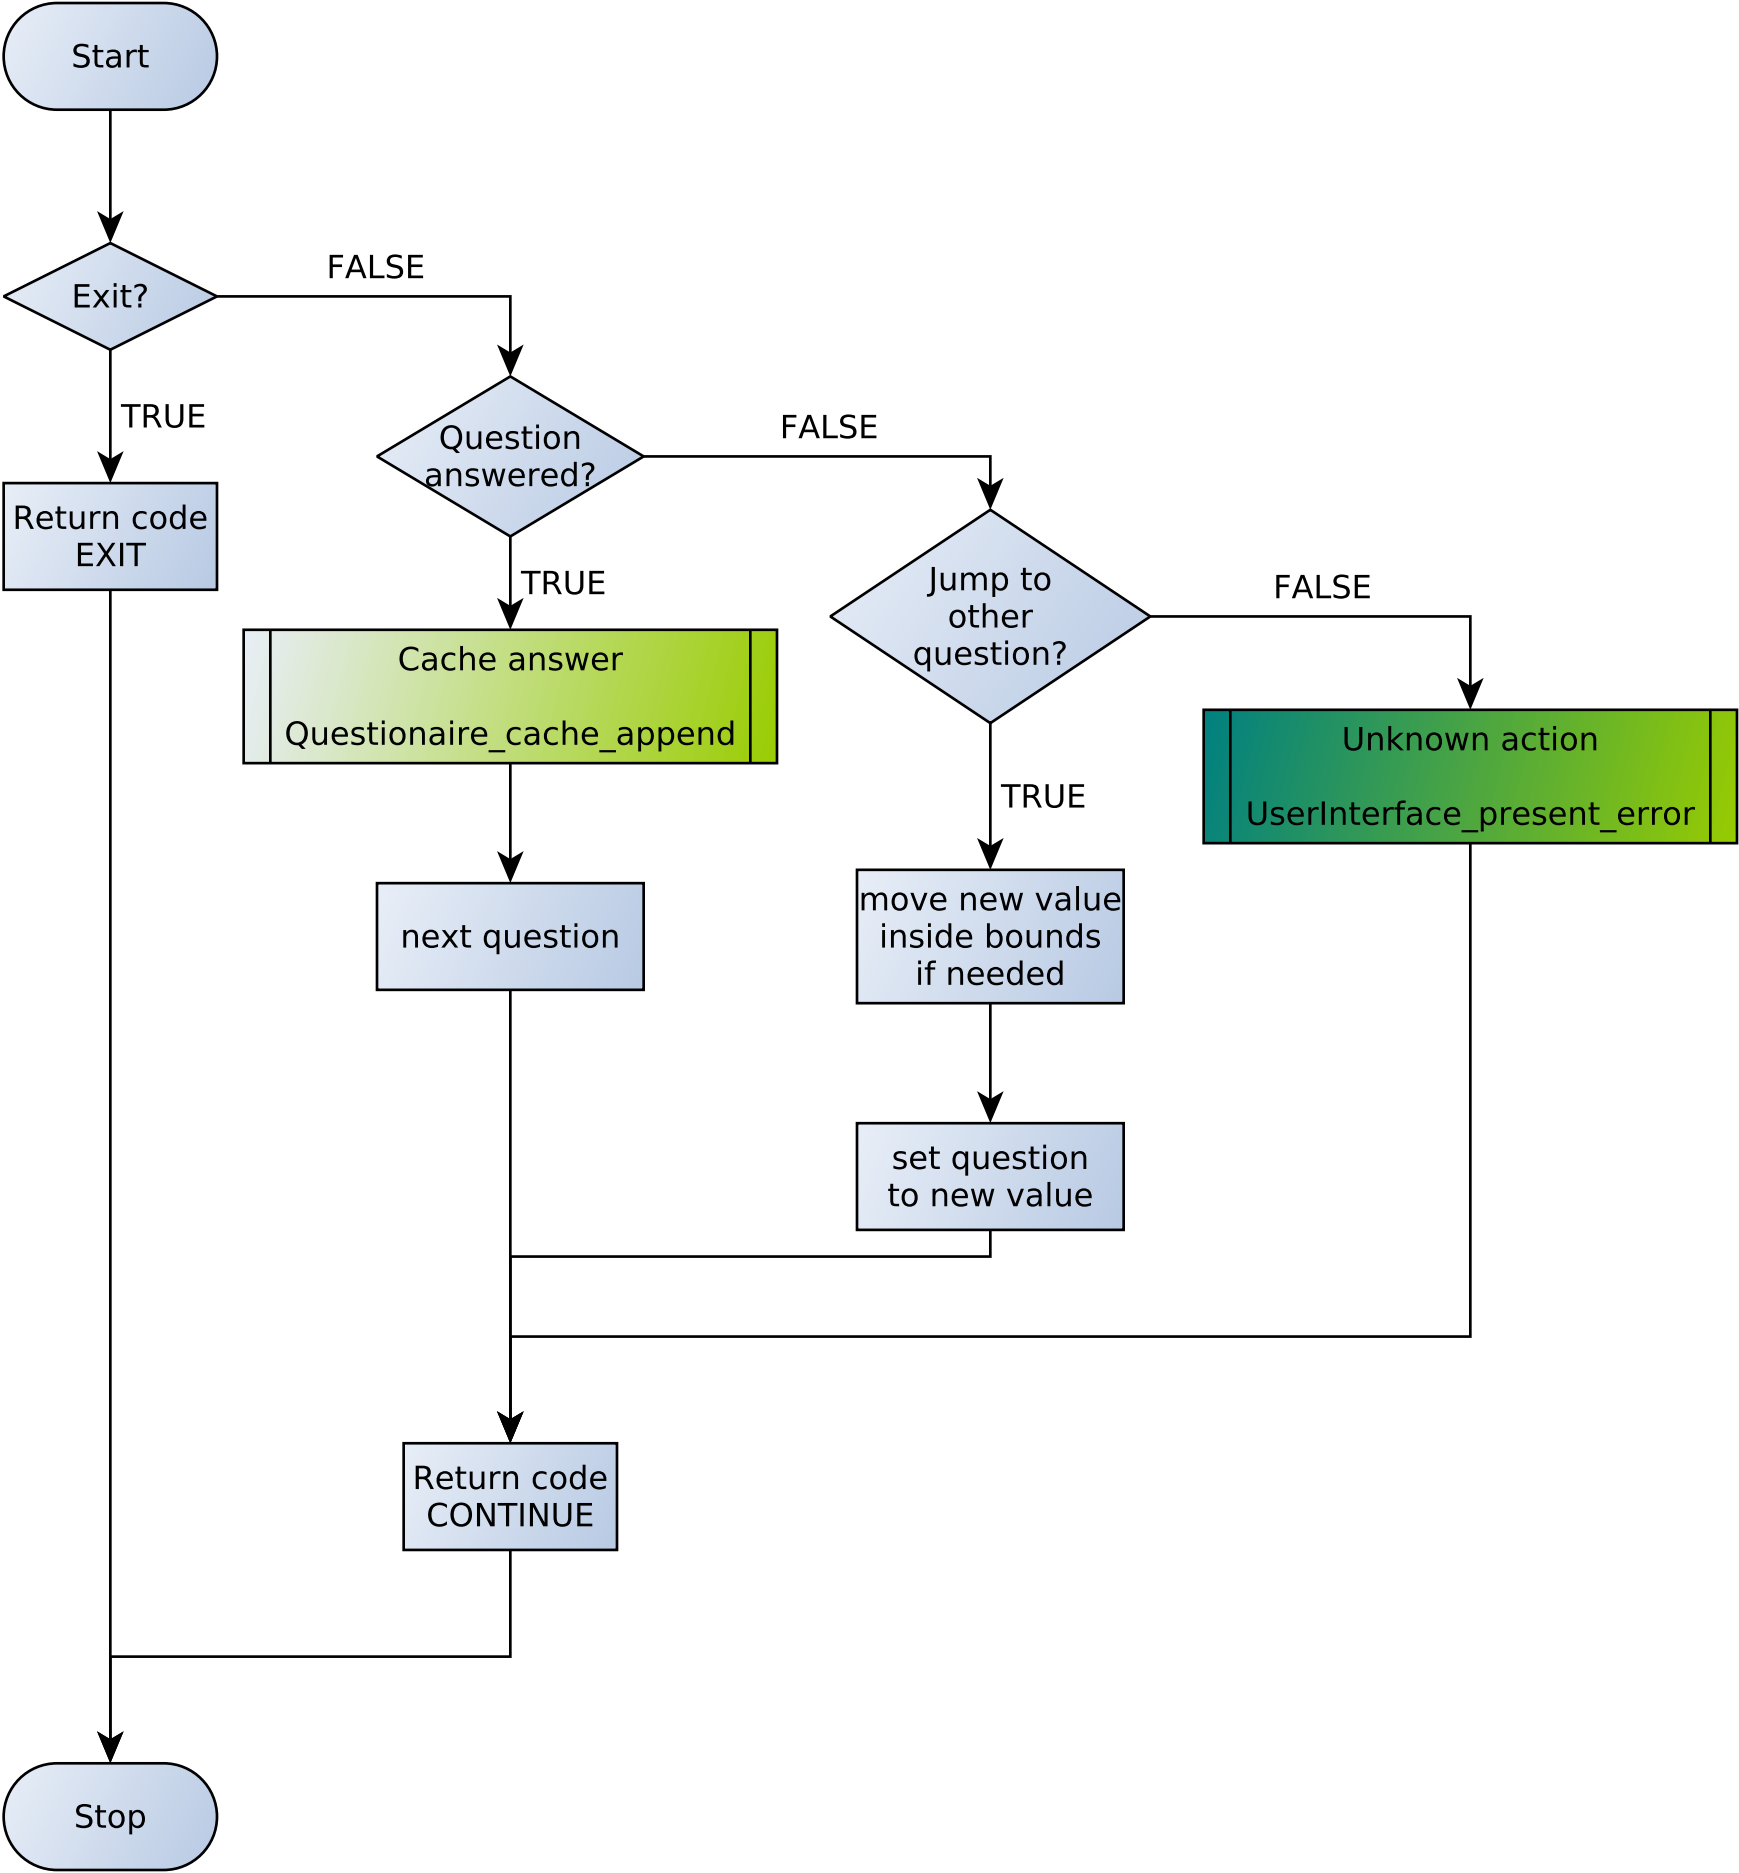 Start
Exit?
FALSE
TRUE
Return code
EXIT
Question
answered?
FALSE
TRUE
Cache answer
Questionaire_cache_append
next question
Jump to
other
question?
FALSE
TRUE
Unknown action
UserInterface_present_error
move new value
inside bounds
if needed
set question
to new value
Return code
CONTINUE
Stop